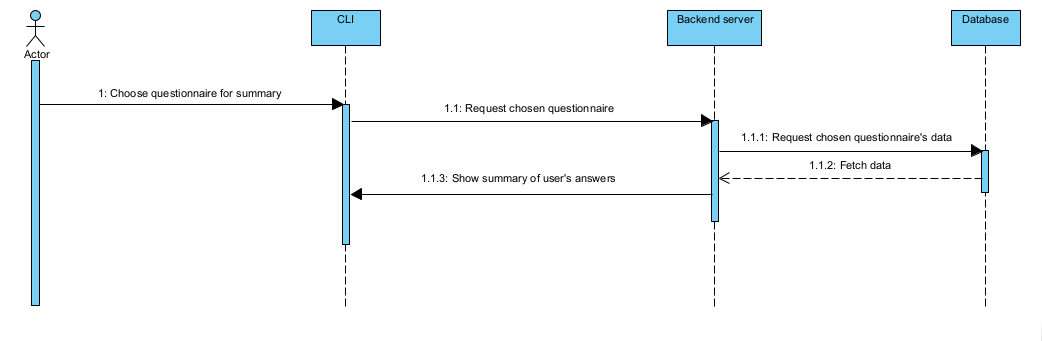 CLI
Backend server
Database
Actor
1: Choose questionnaire for summary
1.1: Request chosen questionnaire
1.1.1: Request chosen questionnaire's data
1.1.2: Fetch data
1.1.3: Show summary of user's answers